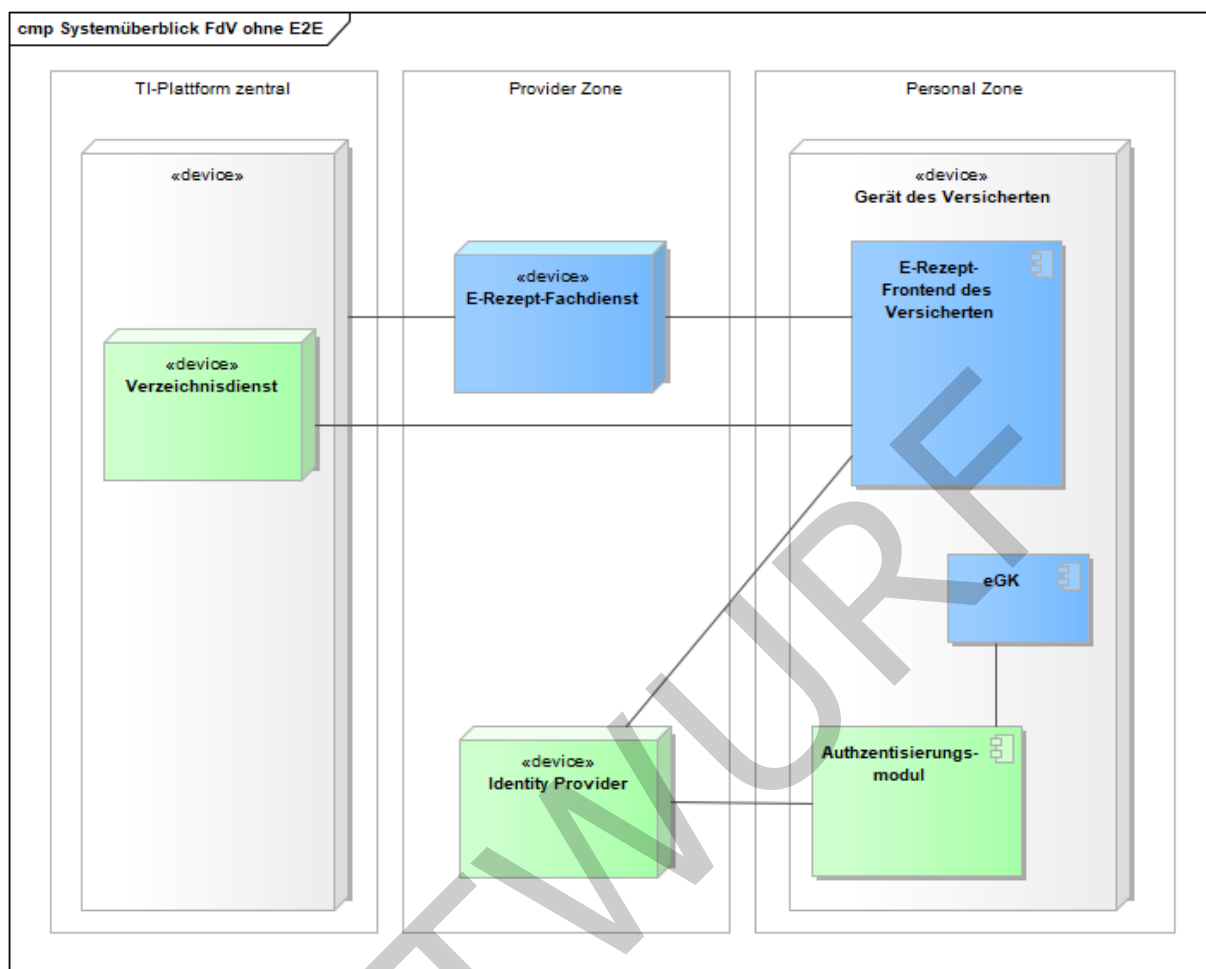 cmp Systemüberblick FdV ohne E2E
TI-Plattform zentral
«device»
«device»
Verzeichnisdienst
Provider Zone
«device»
E-Rezept-Fachdienst
«device»
Identity Provider
Personal Zone
«device»
Gerät des Versicherten
E-Rezept-
Frontend des
Versicherten
eGK
Authzentisierungs-
modul
TWURF